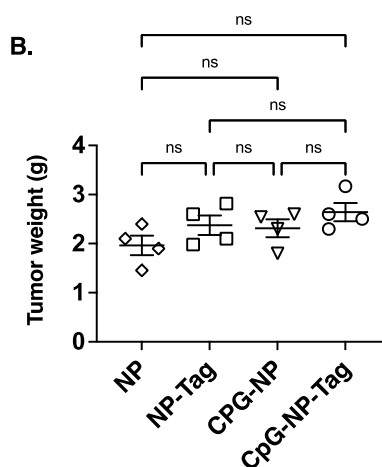 B.
ns
ns
ns
ns ns ns
Tumor weight (g)
4
3
2
1
0
NP
NP-Tag
CPG-NP
CpG-NP-Tag